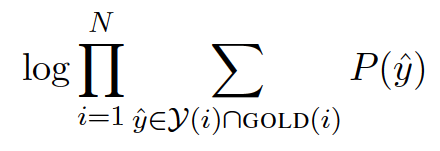 log ∏_{i=1}^{N} ∑_{ŷ∈𝒴(i)∩GOLD(i)} P(ŷ)